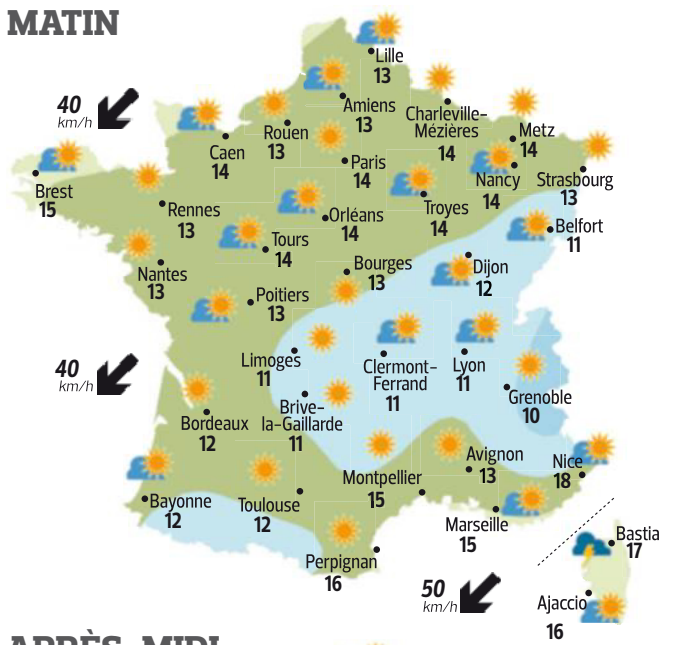 MATIN
Lille
13
40
km/h
Amiens
13
Charleville-
Mézières
14
Rouen
13
Metz
14
Caen
14
Paris
14
Nancy
14
Strasbourg
13
Brest
15
Rennes
13
Orléans
14
Troyes
14
Belfort
11
Tours
14
Nantes
13
Bourges
13
Dijon
12
Poitiers
13
40
km/h
Limoges
11
Clermont-
Ferrand
11
Lyon
11
Grenoble
10
Brive-
la-Gaillarde
11
Bordeaux
12
Avignon
13
Nice
18
Montpellier
15
Bayonne
12
Toulouse
12
Marseille
15
Perpignan
16
Bastia
17
50
km/h
Ajaccio
16
APRÈS-MIDI